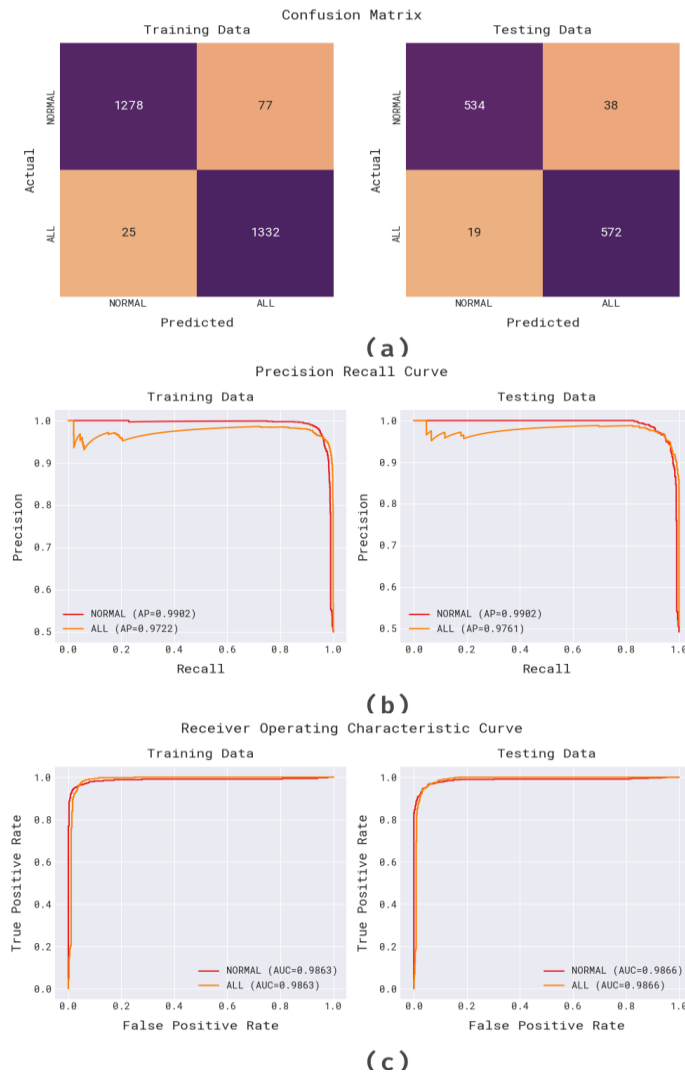 Confusion Matrix
Training Data
Testing Data
NORMAL
1278
77
NORMAL
534
38
Actual
Actual
ALL
25
1332
ALL
19
572
NORMAL
ALL
NORMAL
ALL
Predicted
Predicted
(a)
Precision Recall Curve
Training Data
Testing Data
1.0
0.9
0.8
0.7
0.6
0.5
Precision
NORMAL (AP=0.9902)
ALL (AP=0.9722)
0.0 0.2 0.4 0.6 0.8 1.0
Recall
1.0
0.9
0.8
0.7
0.6
0.5
Precision
NORMAL (AP=0.9902)
ALL (AP=0.9761)
0.0 0.2 0.4 0.6 0.8 1.0
Recall
(b)
Receiver Operating Characteristic Curve
Training Data
Testing Data
1.0
0.8
0.6
0.4
0.2
0.0
True Positive Rate
NORMAL (AUC=0.9863)
ALL (AUC=0.9863)
0.0 0.2 0.4 0.6 0.8 1.0
False Positive Rate
1.0
0.8
0.6
0.4
0.2
0.0
True Positive Rate
NORMAL (AUC=0.9866)
ALL (AUC=0.9866)
0.0 0.2 0.4 0.6 0.8 1.0
False Positive Rate
(c)